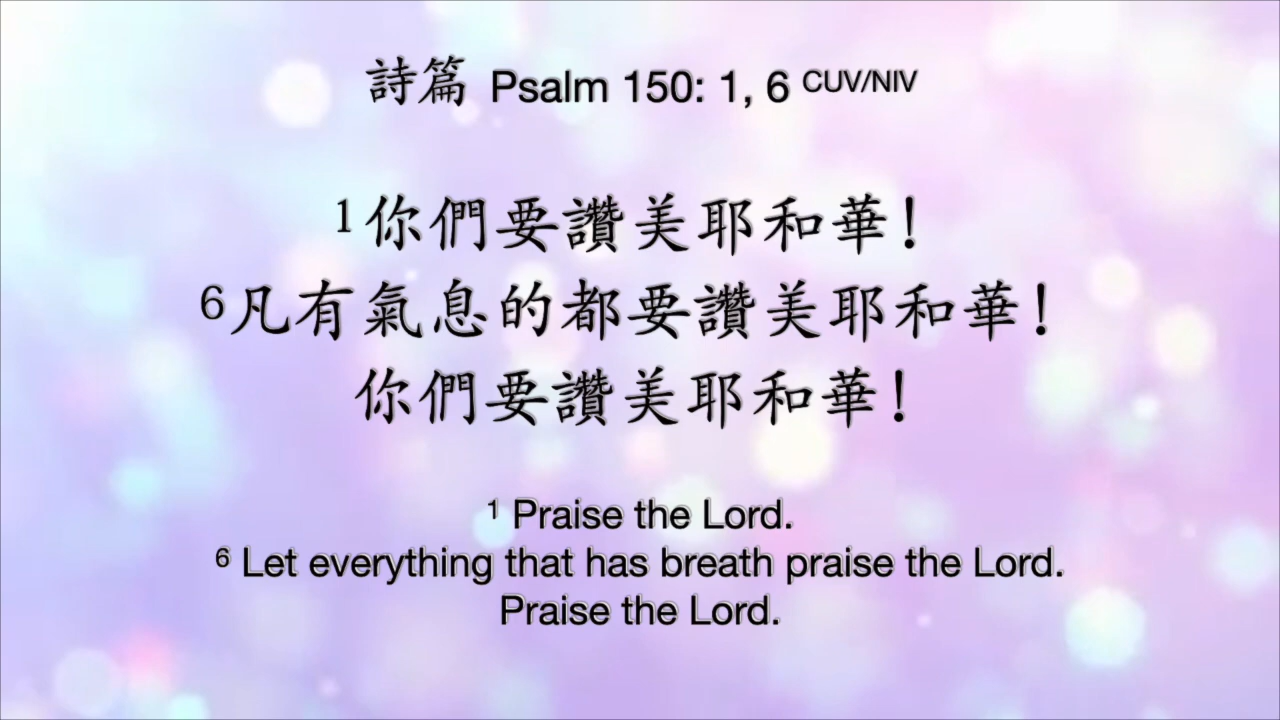 詩篇 Psalm 150: 1, 6 CUV/NIV
1你們要讚美耶和華!
6凡有氣息的都要讚美耶和華!
你們要讚美耶和華!
1 Praise the Lord.
6 Let everything that has breath praise the Lord.
Praise the Lord.